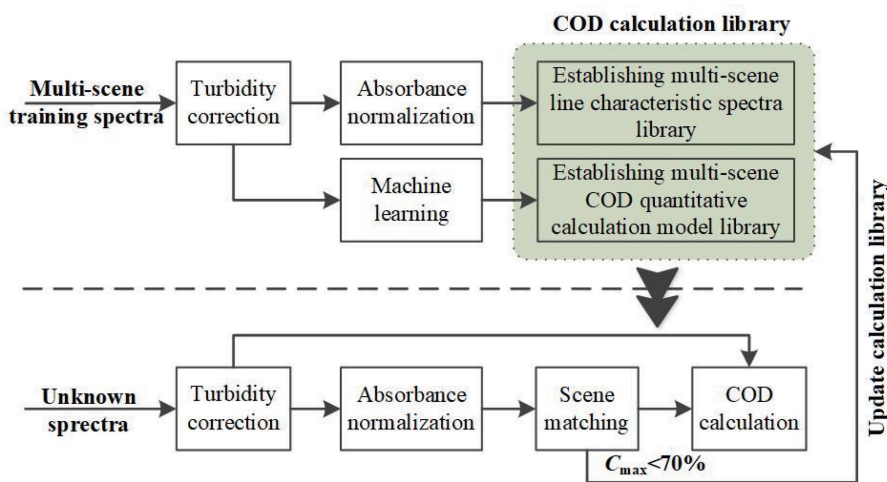 COD calculation library
Multi-scene
training spectra
Turbidity
correction
Absorbance
normalization
Establishing multi-scene
line characteristic spectra
library
Machine
learning
Establishing multi-scene
COD quantitative
calculation model library
Update calculation library
Unknown
sprectra
Turbidity
correction
Absorbance
normalization
Scene
matching
COD
calculation
Cmax<70%